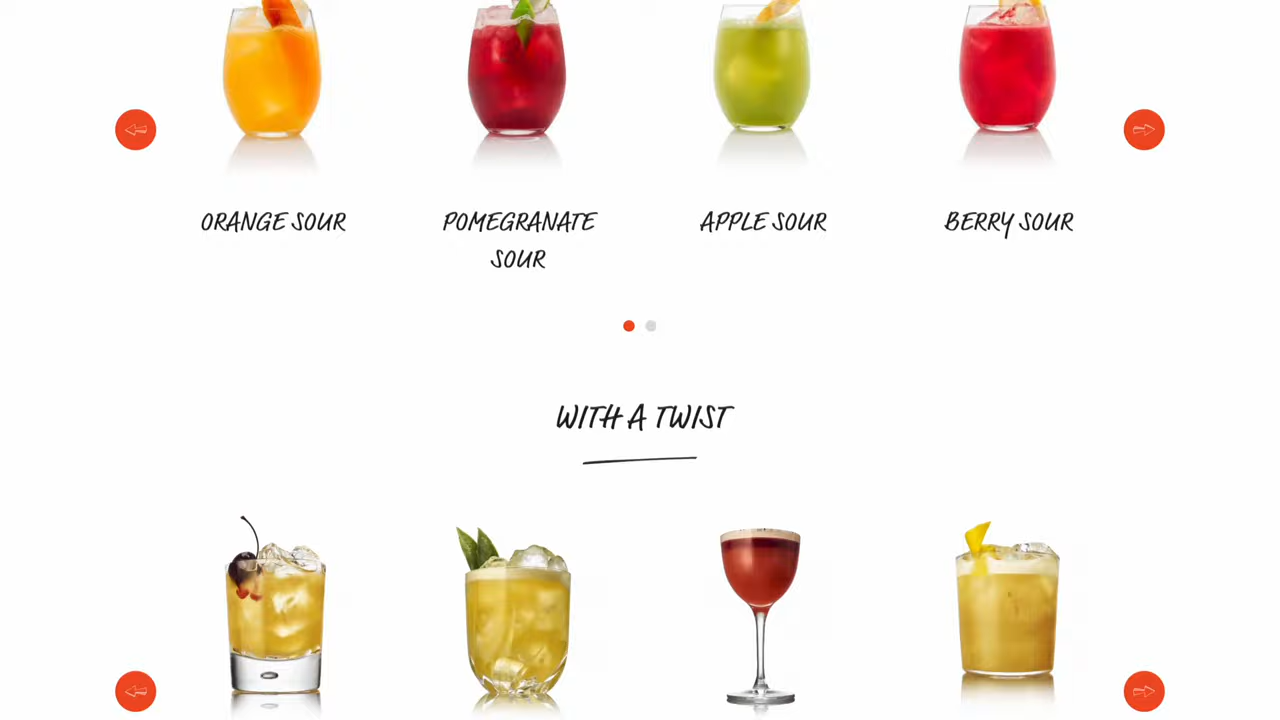 ORANGE SOUR
POMEGRANATE
SOUR
APPLE SOUR
BERRY SOUR
WITH A TWIST